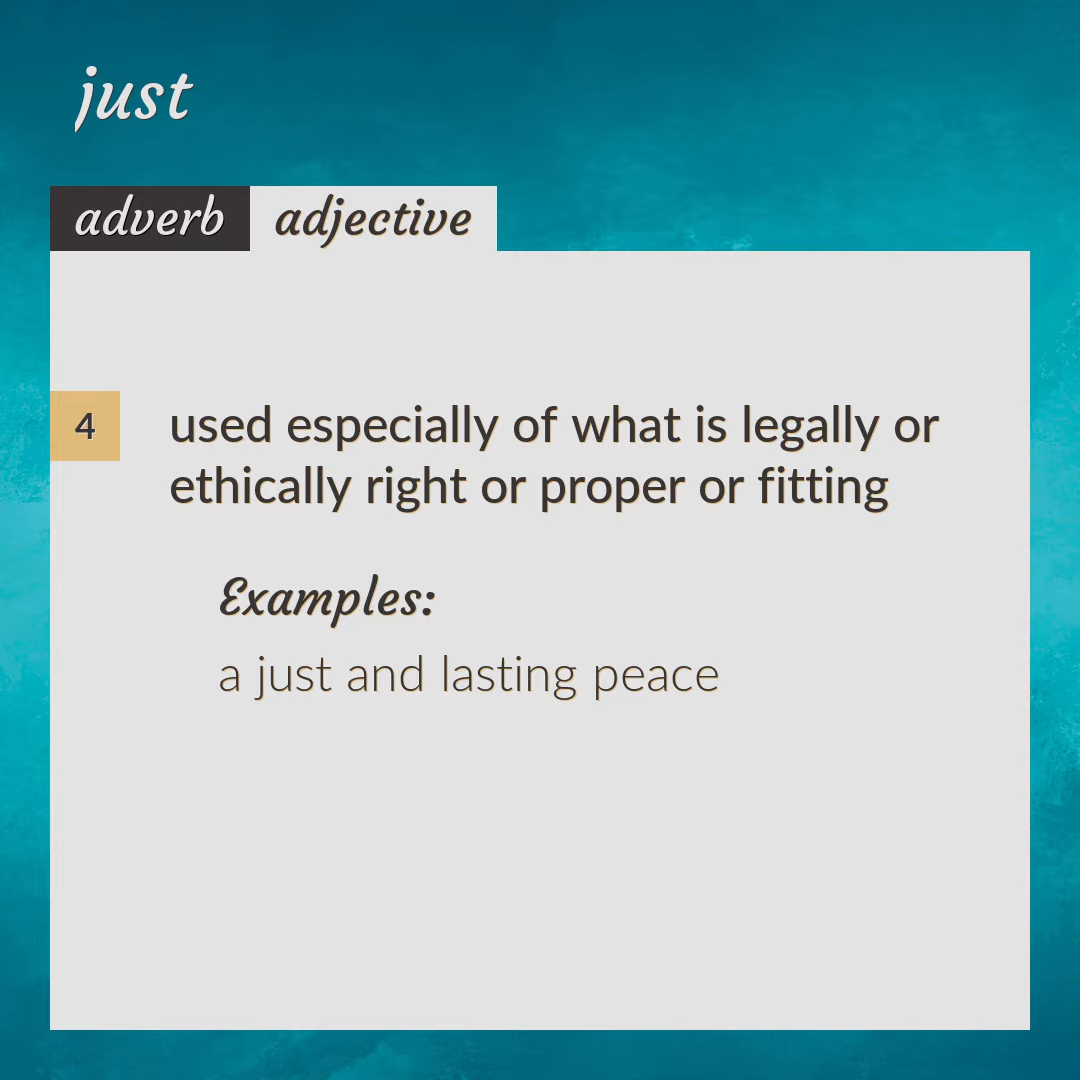 just
adverb adjective
4 used especially of what is legally or
ethically right or proper or fitting
Examples:
a just and lasting peace